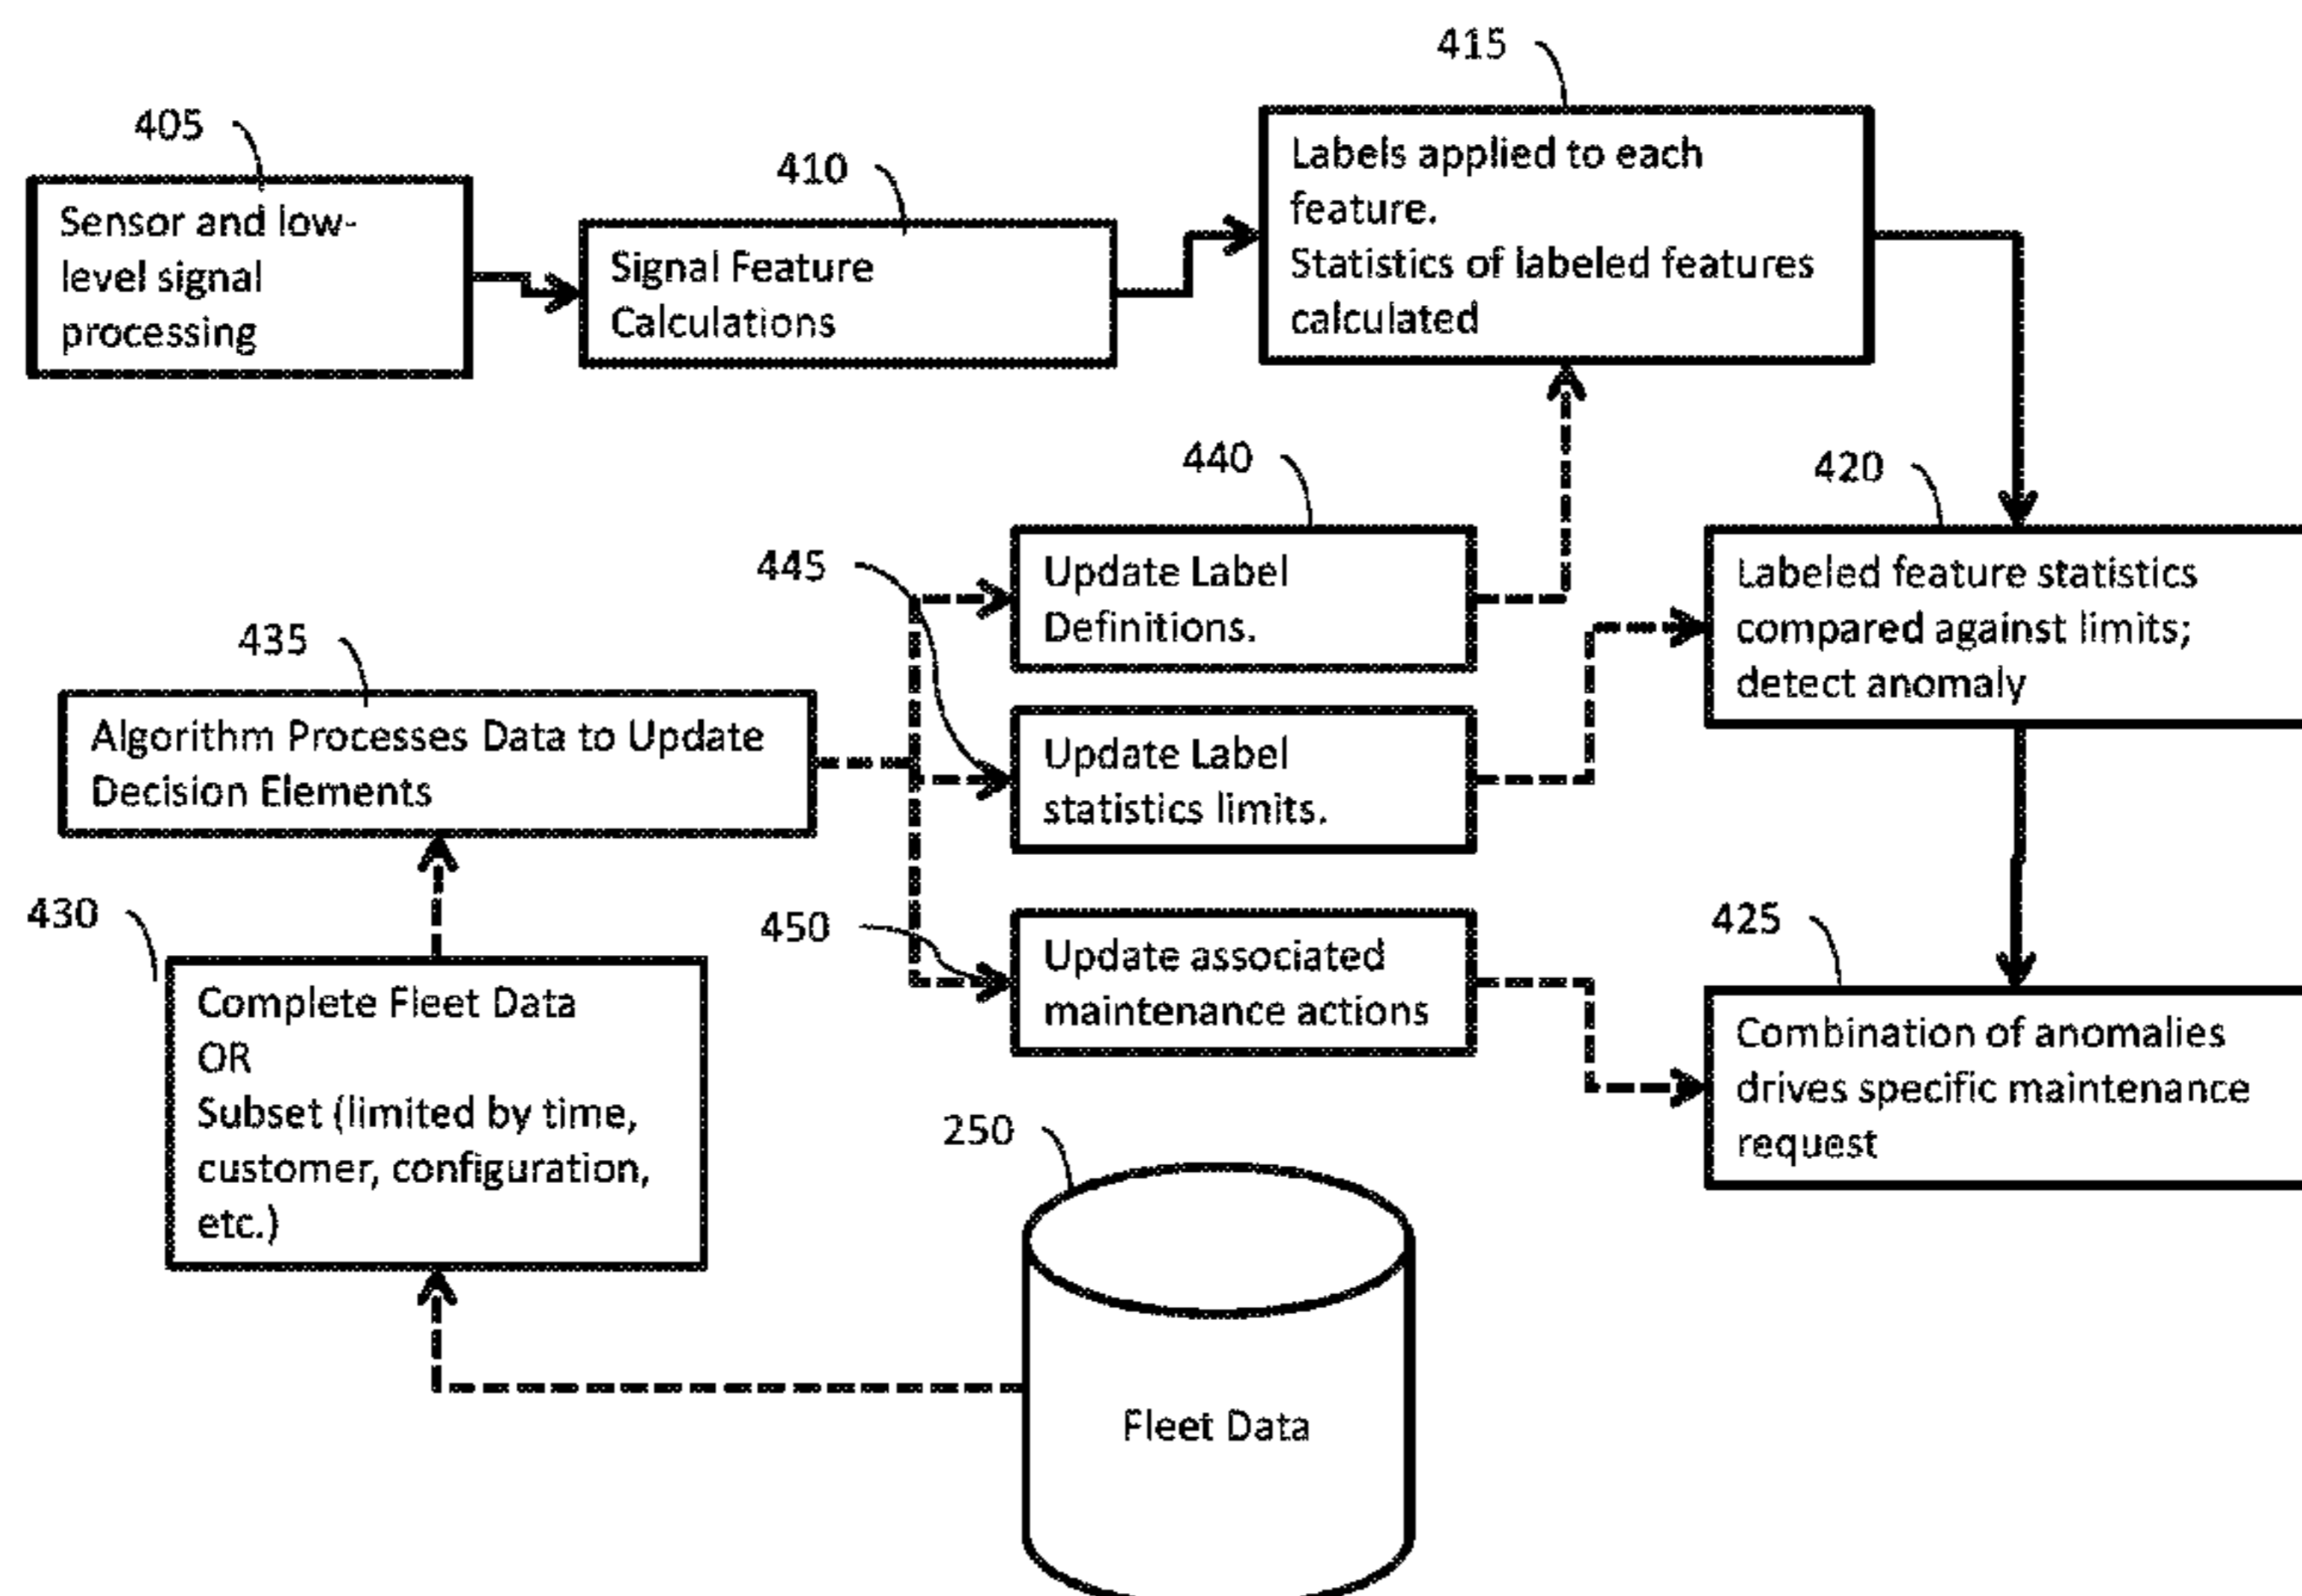 415
405
Labels applied to each
feature.
Statistics of labeled features
calculated
410
Sensor and low-
level signal
processing
Signal Feature
Calculations
440
420
445
Update Label
Definitions.
Labeled feature statistics
compared against limits;
detect anomaly
435
Algorithm Processes Data to Update
Decision Elements
Update Label
statistics limits.
430
450
425
Complete Fleet Data
OR
Subset (limited by time,
customer, configuration,
etc.)
Update associated
maintenance actions
Combination of anomalies
drives specific maintenance
request
250
Fleet Data